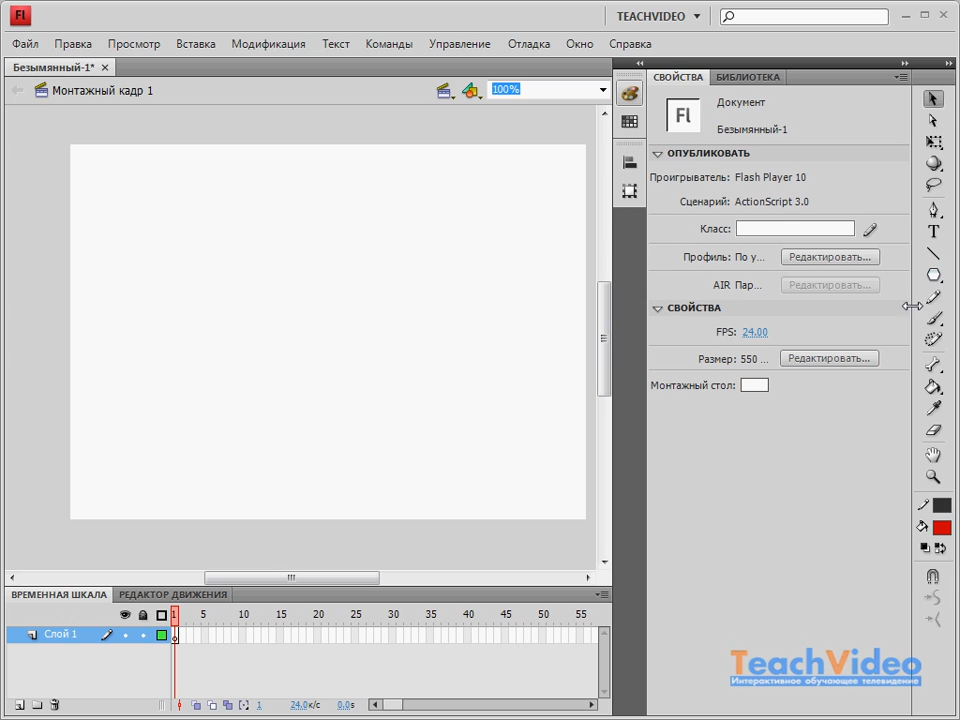 Fl
TEACHVIDEO
Файл Правка Просмотр Вставка Модификация Текст Команды Управление Отладка Окно Справка
Безымянный-1*
Монтажный кадр 1
100%
СВОЙСТВА БИБЛИОТЕКА
Fl
Документ
Безымянный-1
ОПУБЛИКОВАТЬ
Проигрыватель: Flash Player 10
Сценарий: ActionScript 3.0
Класс:
Профиль: По у... Редактировать...
AIR Пар... Редактировать...
СВОЙСТВА
FPS: 24.00
Размер: 550 ... Редактировать...
Монтажный стол:
T
ВРЕМЕННАЯ ШКАЛА РЕДАКТОР ДВИЖЕНИЯ
1 5 10 15 20 25 30 35 40 45 50 55
Слой 1
1 24.0к/с 0.0s
TeachVideo
Интерактивное обучающее телевидение